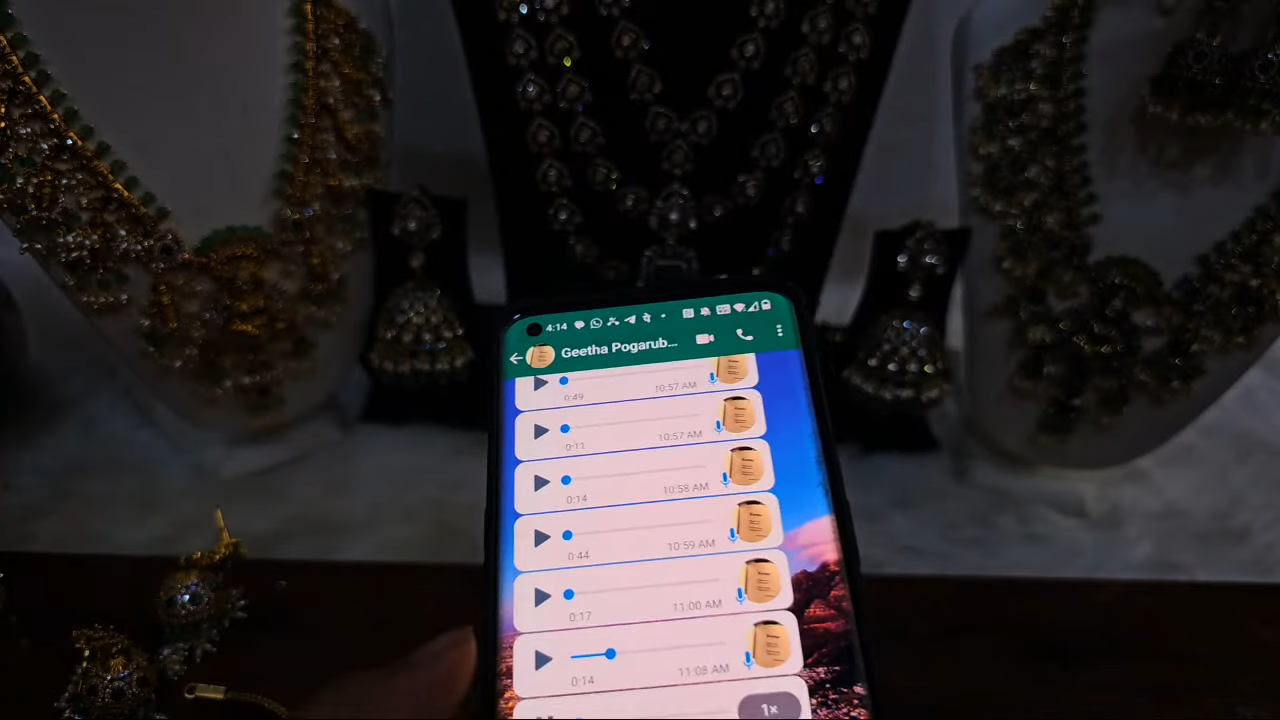 4:14
Geetha Pogarub...
0:49 10:57 AM
0:11 10:57 AM
0:14 10:58 AM
0:44 10:59 AM
0:17 11:00 AM
0:14 11:08 AM
1×